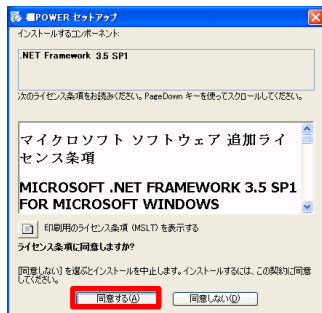 POWER セットアップ
インストールするコンポーネント:
.NET Framework 3.5 SP1
次のライセンス条項をお読みください。PageDown キーを使ってスクロールしてください。
マイクロソフト ソフトウェア 追加ライ
センス条項
MICROSOFT .NET FRAMEWORK 3.5 SP1
FOR MICROSOFT WINDOWS
印刷用のライセンス条項 (MSLT) を表示する
ライセンス条項に同意しますか?
[同意しない] を選ぶとインストールを中止します。インストールするには、この契約に同意
してください。
同意する(A)
同意しない(D)